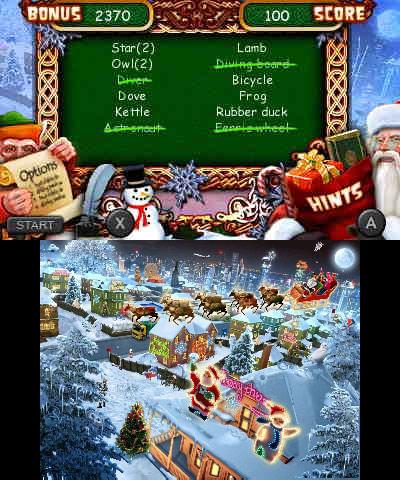 BONUS 2370 100 SCORE
Star(2) Lamb
Owl(2) Diving board
Diver Bicycle
Dove Frog
Kettle Rubber duck
Astronaut Ferris wheel
Options
HINTS
START X A